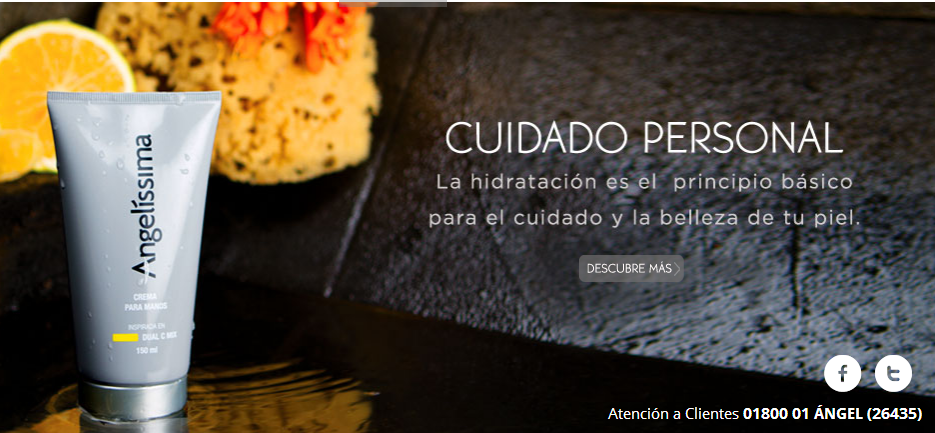 CUIDADO PERSONAL
La hidratación es el principio básico
para el cuidado y la belleza de tu piel.
DESCUBRE MÁS
Angelíssima
CREMA
PARA MANOS
INSPIRADA EN
DUAL C MIX
150 ml
Atención a Clientes 01800 01 ÁNGEL (26435)